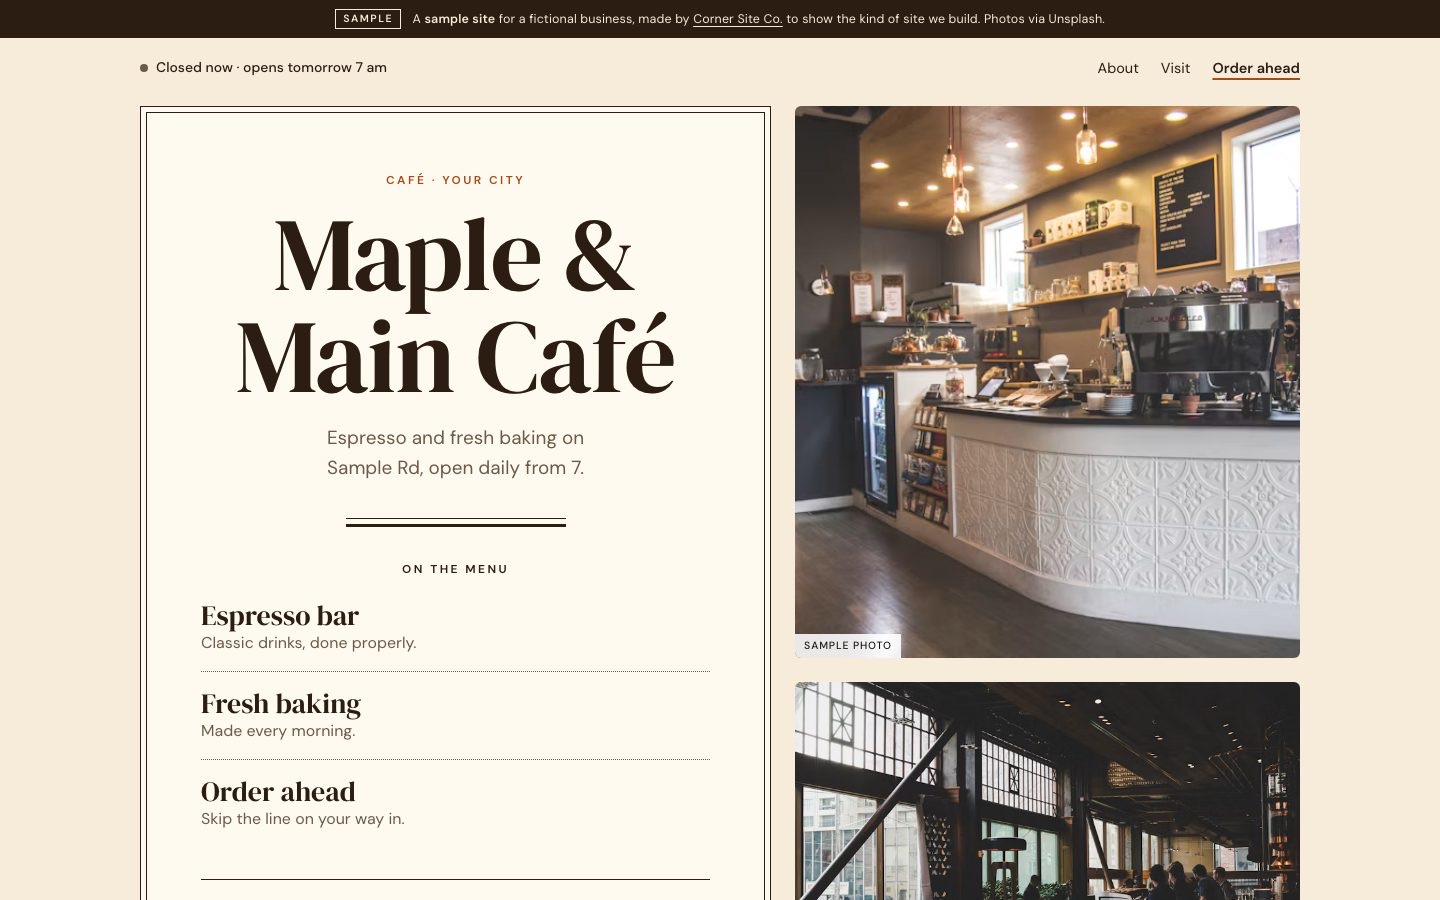 SAMPLE A sample site for a fictional business, made by Corner Site Co. to show the kind of site we build. Photos via Unsplash.
Closed now · opens tomorrow 7 am
About Visit Order ahead
CAFÉ · YOUR CITY
Maple &
Main Café
Espresso and fresh baking on
Sample Rd, open daily from 7.
ON THE MENU
Espresso bar
Classic drinks, done properly.
Fresh baking
Made every morning.
Order ahead
Skip the line on your way in.
SAMPLE PHOTO